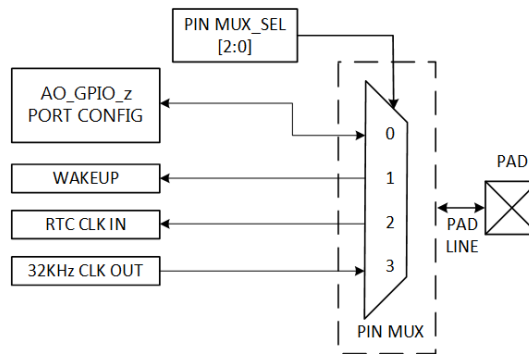 PIN MUX_SEL
[2:0]
AO_GPIO_z
PORT CONFIG
0
PAD
WAKEUP
1
RTC CLK IN
2
PAD
LINE
32KHz CLK OUT
3
PIN MUX